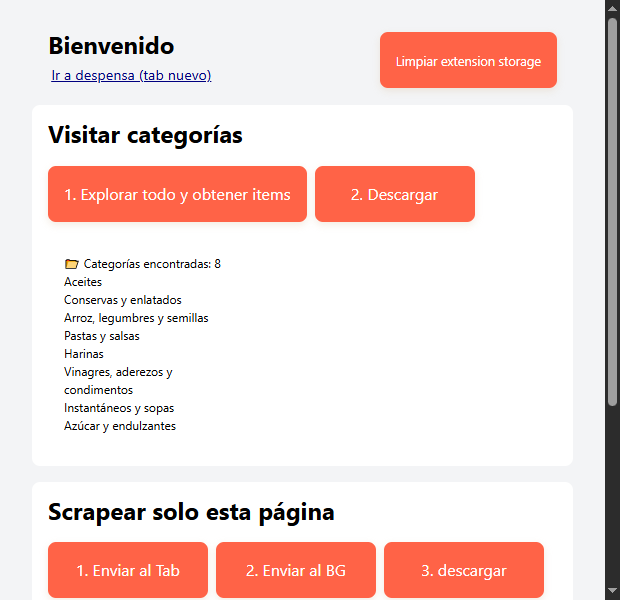 Bienvenido
Ir a despensa (tab nuevo)
Limpiar extension storage
Visitar categorías
1. Explorar todo y obtener items
2. Descargar
📁 Categorías encontradas: 8
Aceites
Conservas y enlatados
Arroz, legumbres y semillas
Pastas y salsas
Harinas
Vinagres, aderezos y
condimentos
Instantáneos y sopas
Azúcar y endulzantes
Scrapear solo esta página
1. Enviar al Tab
2. Enviar al BG
3. descargar